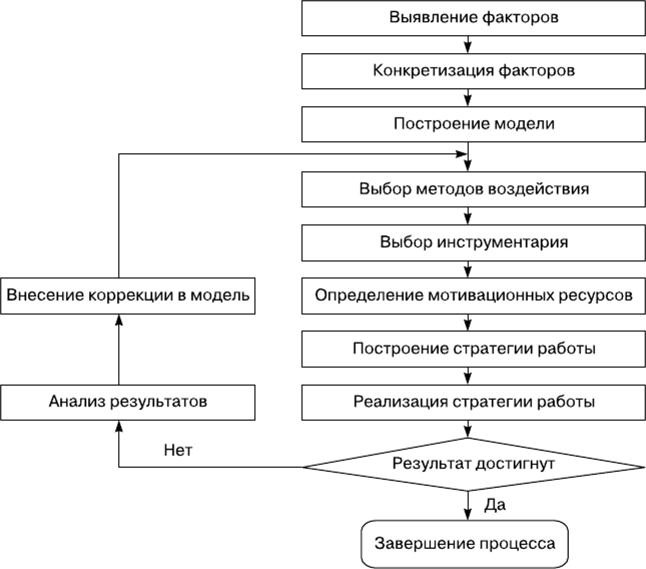 Выявление факторов
Конкретизация факторов
Построение модели
Выбор методов воздействия
Выбор инструментария
Внесение коррекции в модель
Определение мотивационных ресурсов
Построение стратегии работы
Анализ результатов
Реализация стратегии работы
Нет
Результат достигнут
Да
Завершение процесса